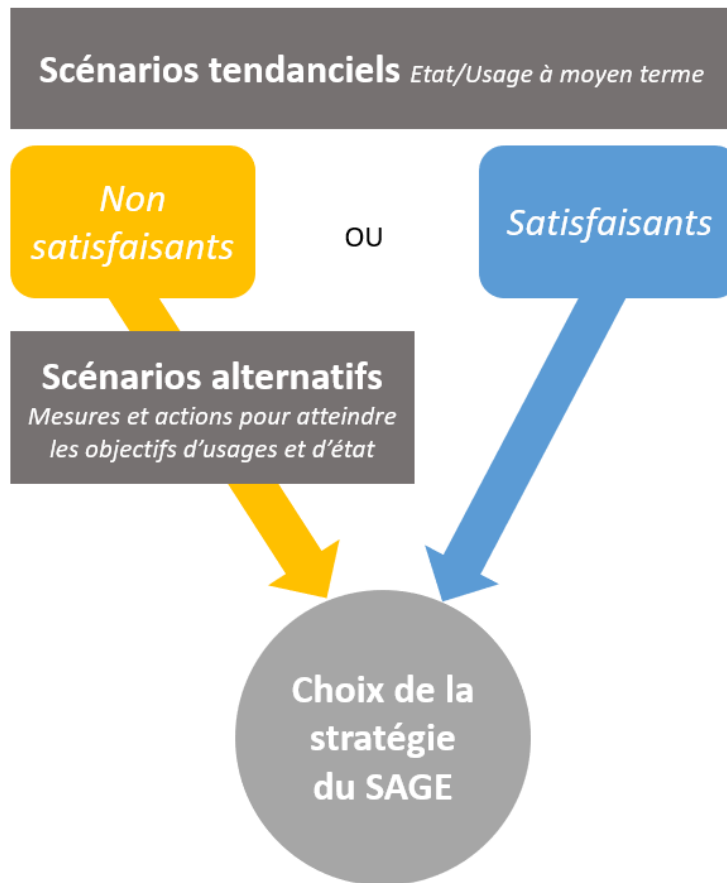 Scénarios tendanciels Etat/Usage à moyen terme
Non
satisfaisants
OU
Satisfaisants
Scénarios alternatifs
Mesures et actions pour atteindre
les objectifs d'usages et d'état
Choix de la
stratégie
du SAGE